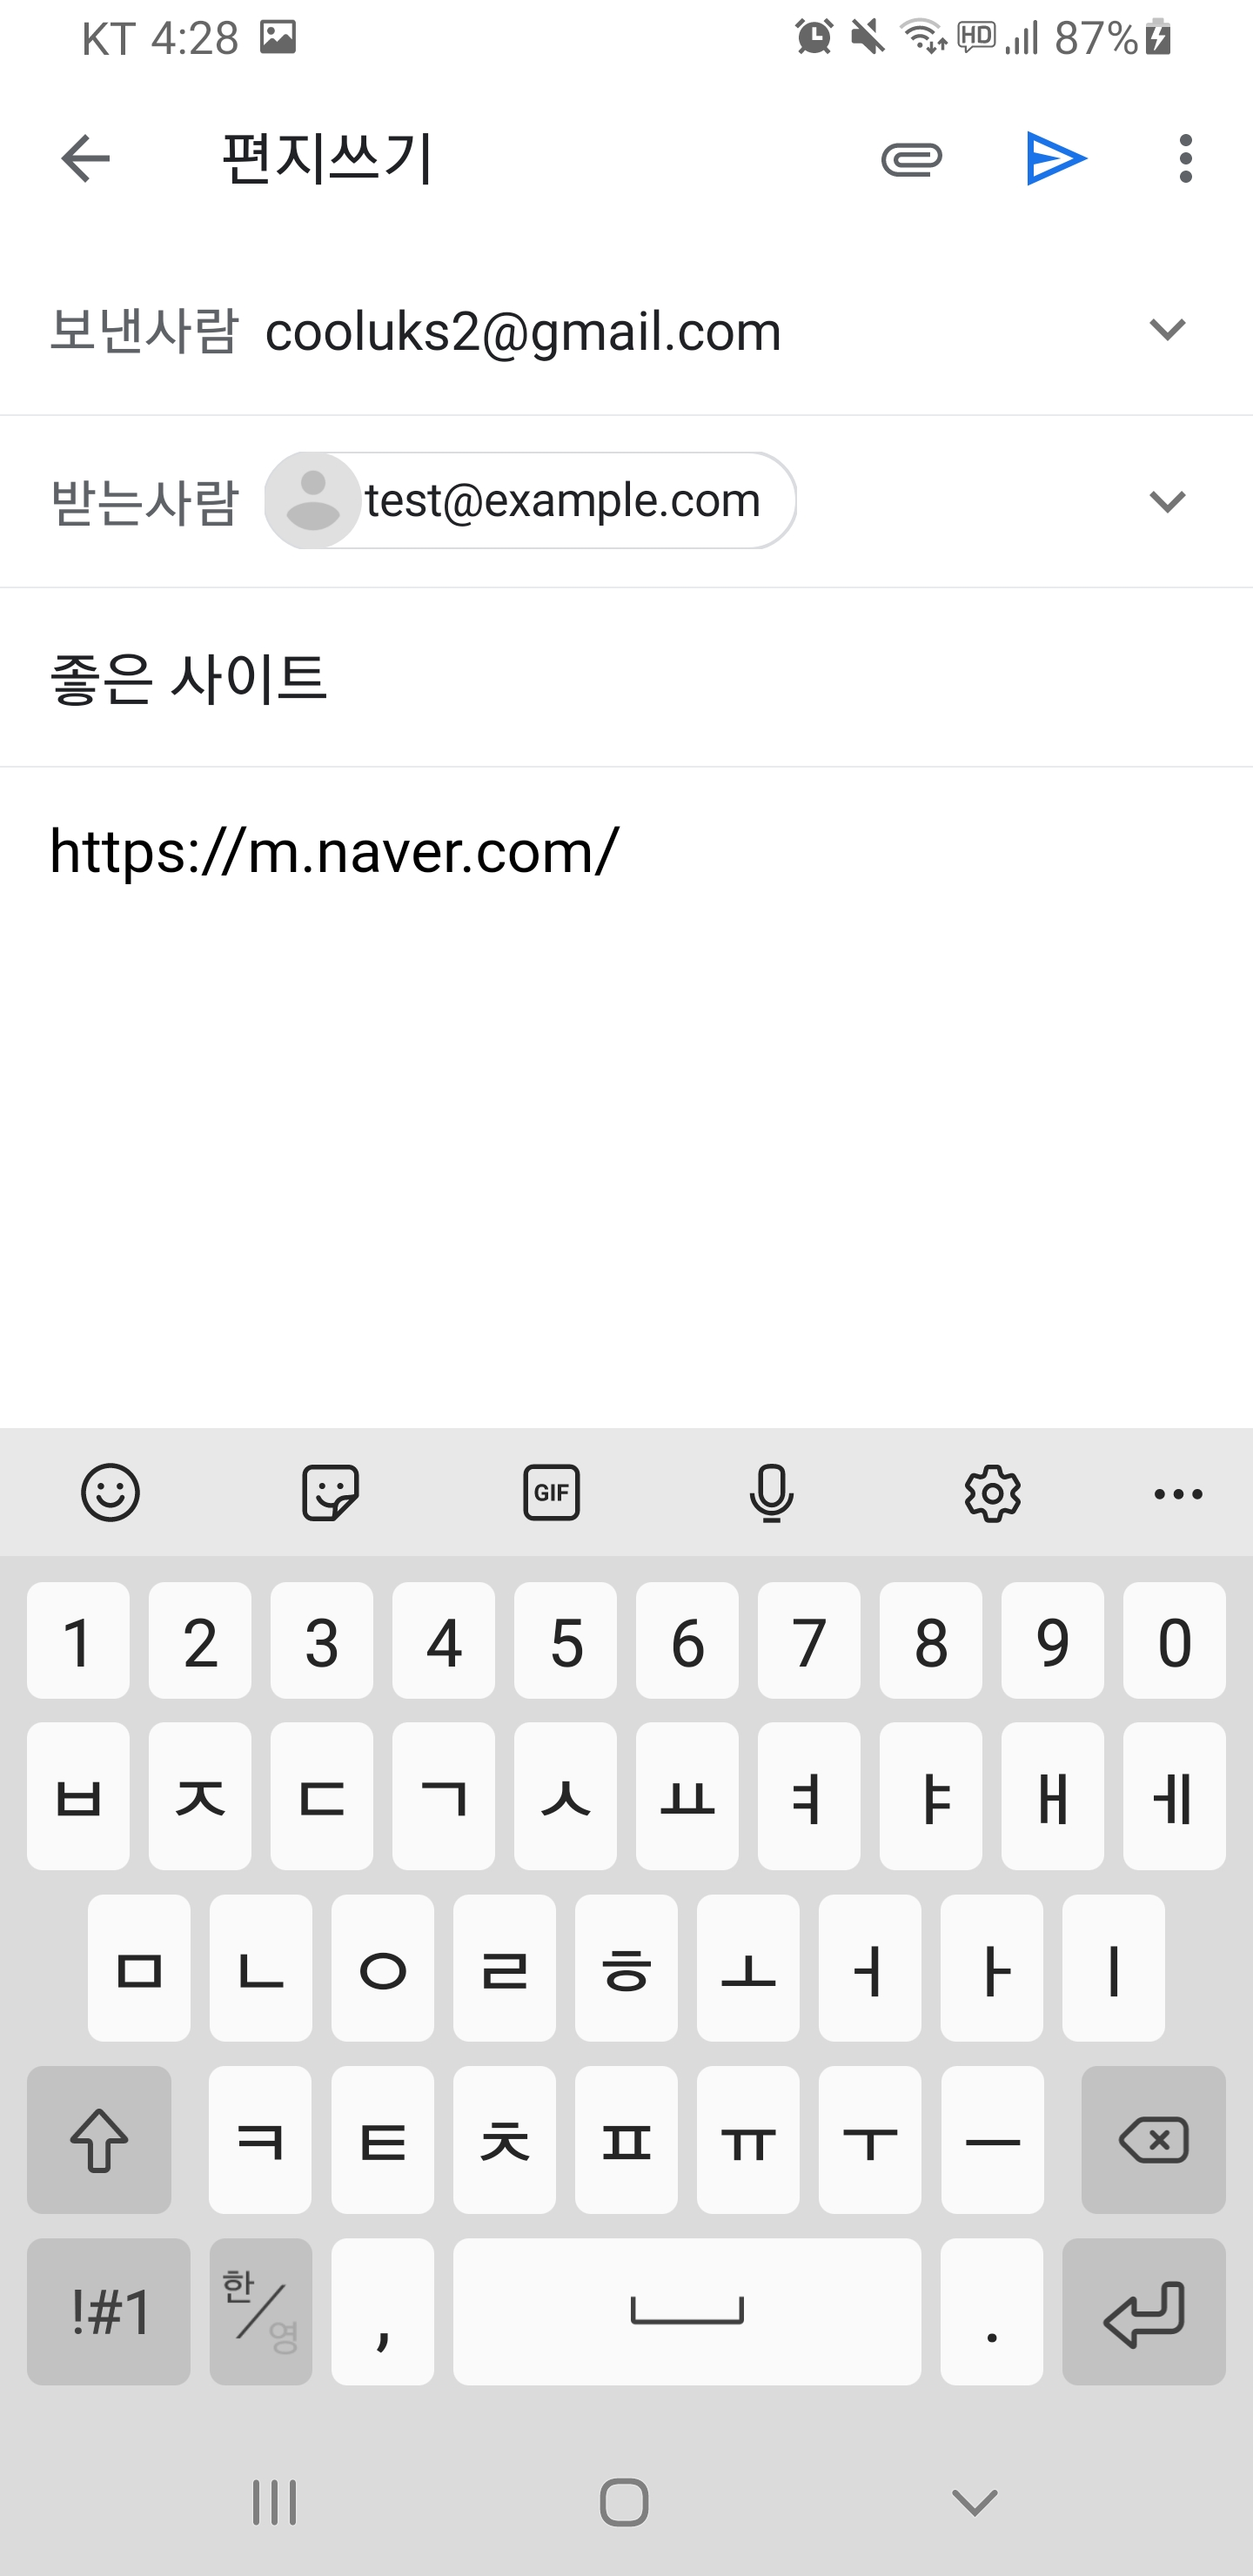 KT 4:28 HD 87%
편지쓰기
보낸사람 cooluks2@gmail.com
받는사람 test@example.com
좋은 사이트
https://m.naver.com/
GIF
1 2 3 4 5 6 7 8 9 0
ㅂ ㅈ ㄷ ㄱ ㅅ ㅛ ㅕ ㅑ ㅐ ㅔ
ㅁ ㄴ ㅇ ㄹ ㅎ ㅗ ㅓ ㅏ ㅣ
ㅋ ㅌ ㅊ ㅍ ㅠ ㅜ ㅡ
!#1 한/영 , .